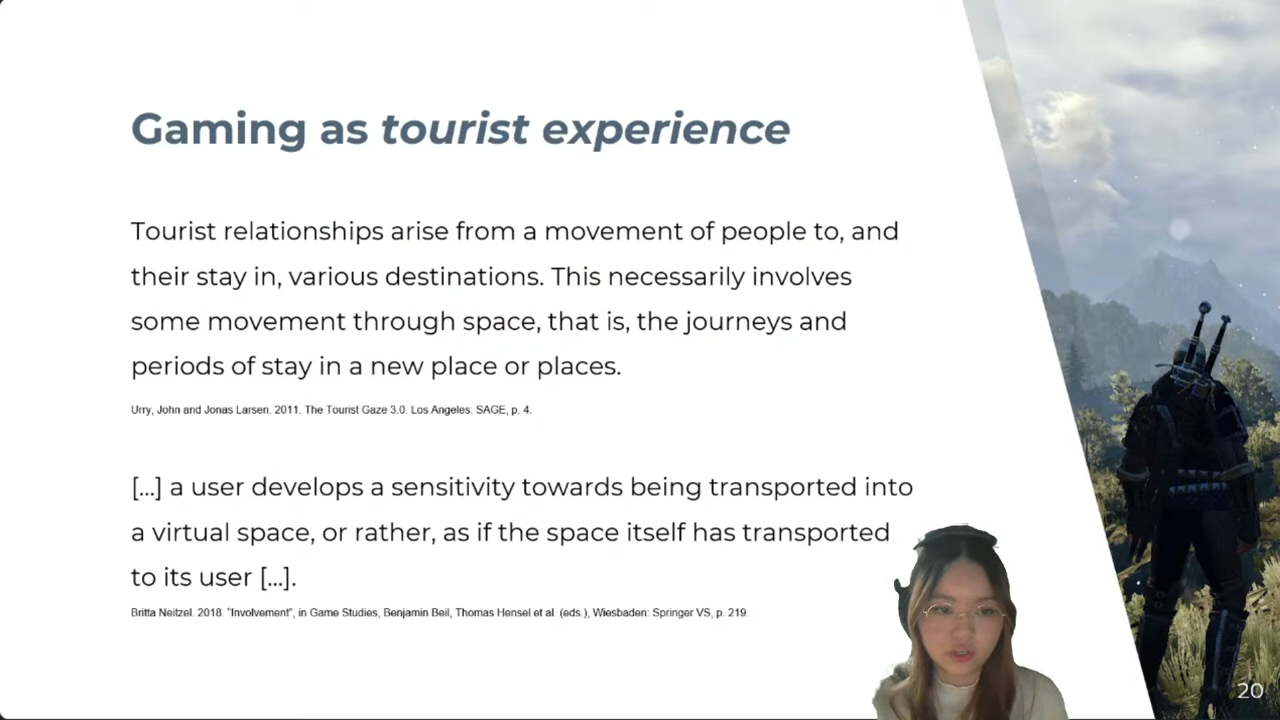 Gaming as tourist experience
Tourist relationships arise from a movement of people to, and
their stay in, various destinations. This necessarily involves
some movement through space, that is, the journeys and
periods of stay in a new place or places.
Urry, John and Jonas Larsen. 2011. The Tourist Gaze 3.0. Los Angeles: SAGE, p. 4.
[...] a user develops a sensitivity towards being transported into
a virtual space, or rather, as if the space itself has transported
to its user [...].
Britta Neitzel. 2018. "Involvement", in Game Studies, Benjamin Beil, Thomas Hensel et al. (eds.), Wiesbaden: Springer VS, p. 219.
20